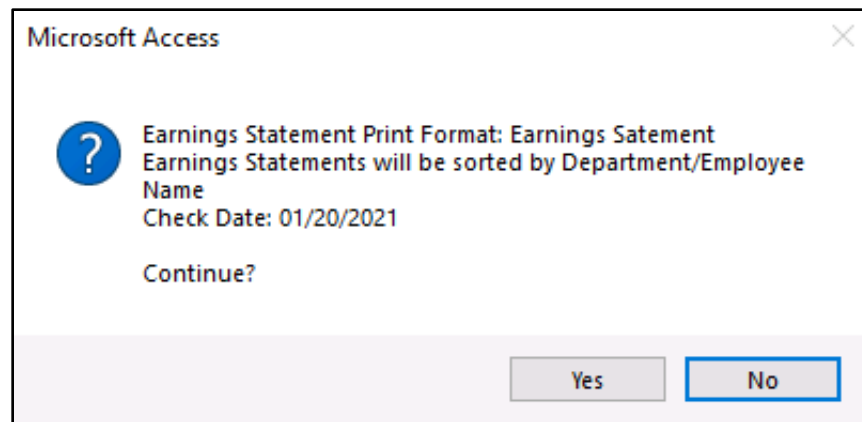 Microsoft Access
Earnings Statement Print Format: Earnings Satement
Earnings Statements will be sorted by Department/Employee
Name
Check Date: 01/20/2021
Continue?
Yes
No